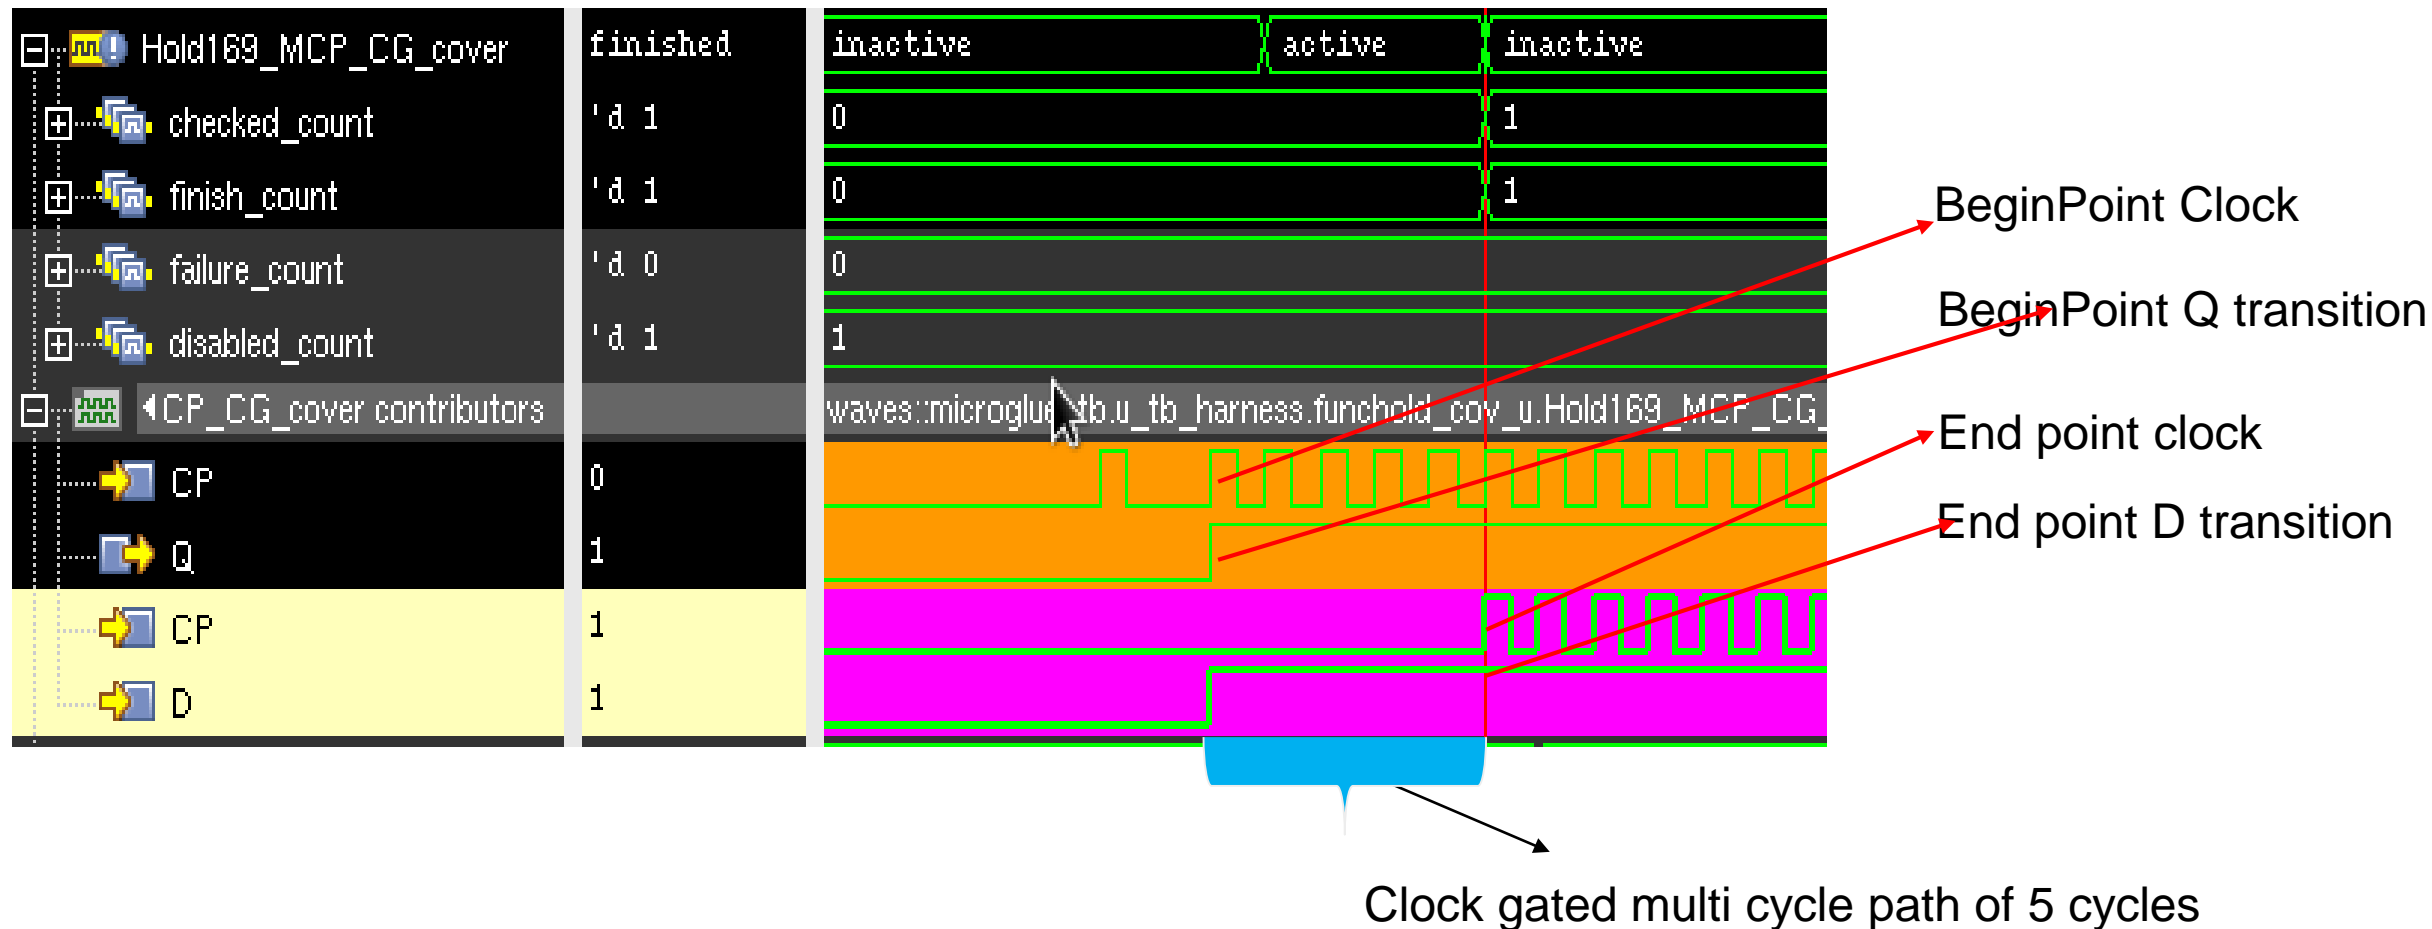 Hold169_MCP_CG_cover finished inactive active inactive
checked_count 'd 1 0 1
finish_count 'd 1 0 1
failure_count 'd 0 0
disabled_count 'd 1 1
CP_CG_cover contributors waves::microglue tb.u_tb_harness.funchold_cov_u.Hold169_MCP_CG_
CP 0
Q 1
CP 1
D 1
BeginPoint Clock
BeginPoint Q transition
End point clock
End point D transition
Clock gated multi cycle path of 5 cycles